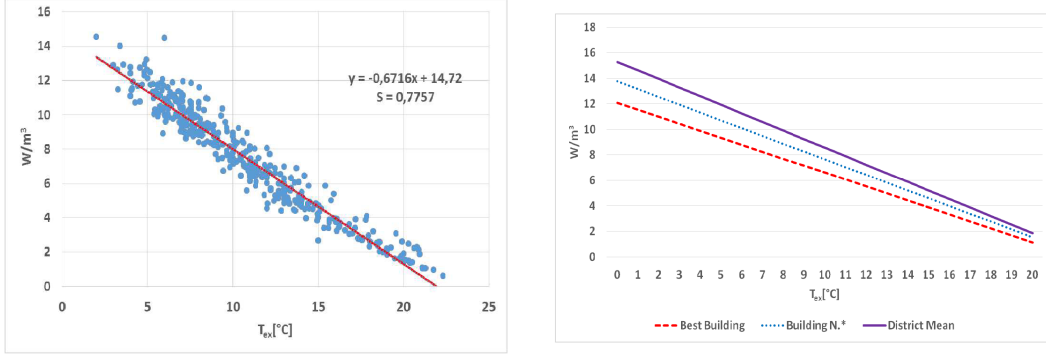 16
14
12
10
8
6
4
2
0
W/m³
y = -0,6716x + 14,72
S = 0,7757
0 5 10 15 20 25
Tex[°C]
18
16
14
12
10
8
6
4
2
0
W/m³
0 1 2 3 4 5 6 7 8 9 10 11 12 13 14 15 16 17 18 19 20
Tex[°C]
Best Building Building N.* District Mean